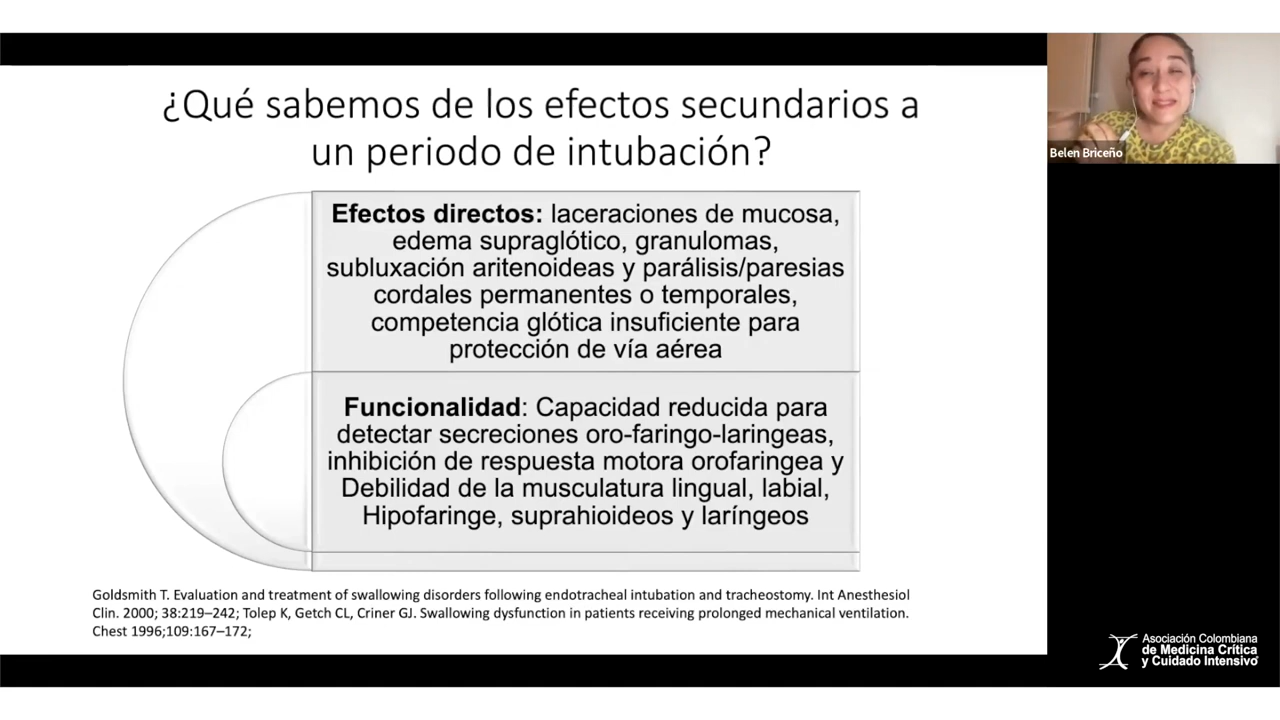 ¿Qué sabemos de los efectos secundarios a
un periodo de intubación?
Efectos directos: laceraciones de mucosa,
edema supraglótico, granulomas,
subluxación aritenoideas y parálisis/paresias
cordales permanentes o temporales,
competencia glótica insuficiente para
protección de vía aérea
Funcionalidad: Capacidad reducida para
detectar secreciones oro-faringo-laringeas,
inhibición de respuesta motora orofaringea y
Debilidad de la musculatura lingual, labial,
Hipofaringe, suprahioideos y laríngeos
Goldsmith T. Evaluation and treatment of swallowing disorders following endotracheal intubation and tracheostomy. Int Anesthesiol
Clin. 2000; 38:219–242; Tolep K, Getch CL, Criner GJ. Swallowing dysfunction in patients receiving prolonged mechanical ventilation.
Chest 1996;109:167–172;
Belen Briceño
Asociación Colombiana
de Medicina Crítica
y Cuidado Intensivo